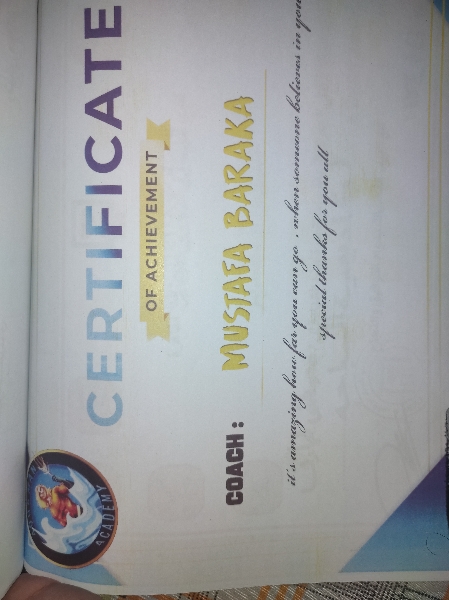 CERTIFICATE
OF ACHIEVEMENT
COACH : MUSTAFA BARAKA
it's amazing how far you can go , when someone believes in you
special thanks for you all
ACADEMY